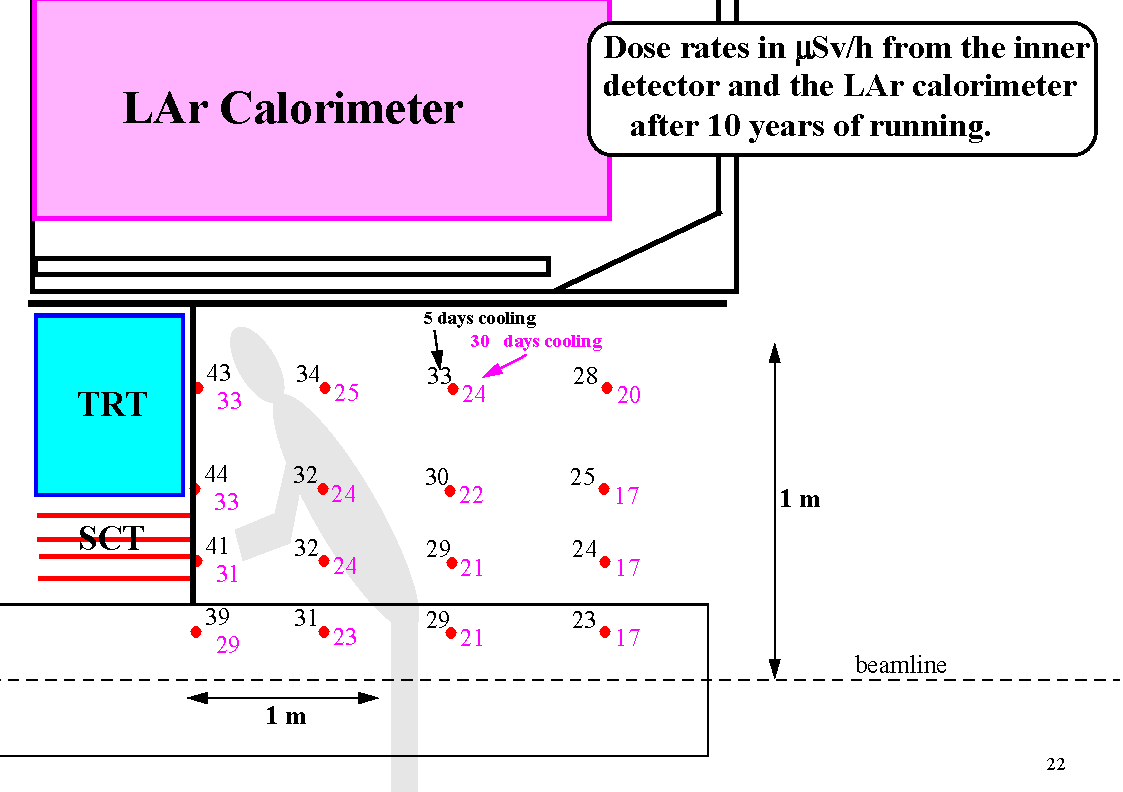 Dose rates in µSv/h from the inner
detector and the LAr calorimeter
after 10 years of running.
LAr Calorimeter
5 days cooling
30 days cooling
43 34 33 28
33 25 24 20
TRT
44 32 30 25
33 24 22 17
1 m
SCT
41 32 29 24
31 24 21 17
39 31 29 23
29 23 21 17
beamline
1 m
22